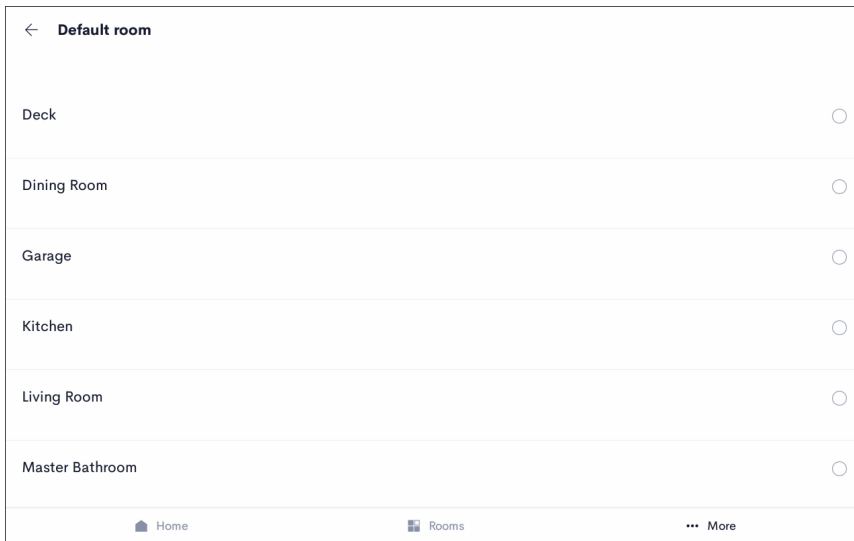 Default room
Deck
Dining Room
Garage
Kitchen
Living Room
Master Bathroom
Home Rooms More